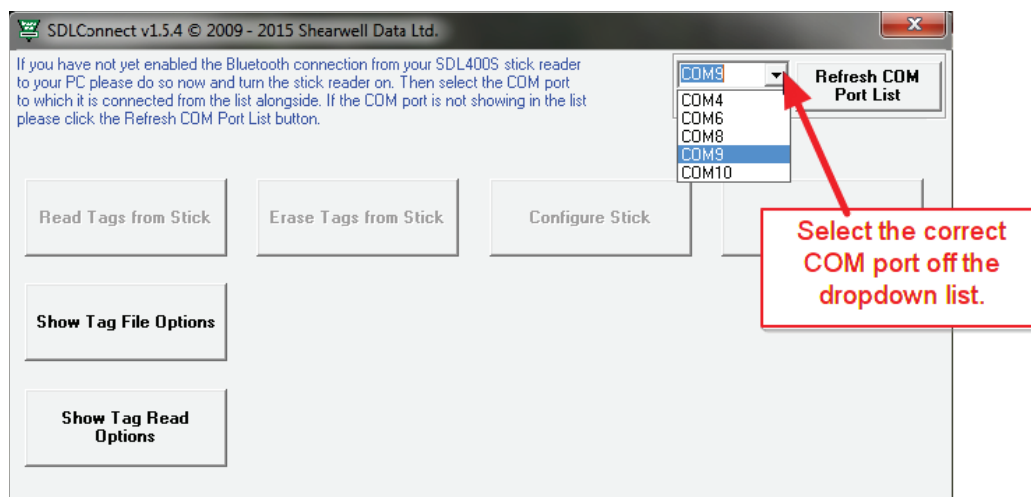 SDLConnect v1.5.4 © 2009 - 2015 Shearwell Data Ltd.
If you have not yet enabled the Bluetooth connection from your SDL400S stick reader
to your PC please do so now and turn the stick reader on. Then select the COM port
to which it is connected from the list alongside. If the COM port is not showing in the list
please click the Refresh COM Port List button.
COM9
Refresh COM
Port List
COM4
COM6
COM8
COM9
COM10
Read Tags from Stick
Erase Tags from Stick
Configure Stick
Select the correct
COM port off the
dropdown list.
Show Tag File Options
Show Tag Read
Options